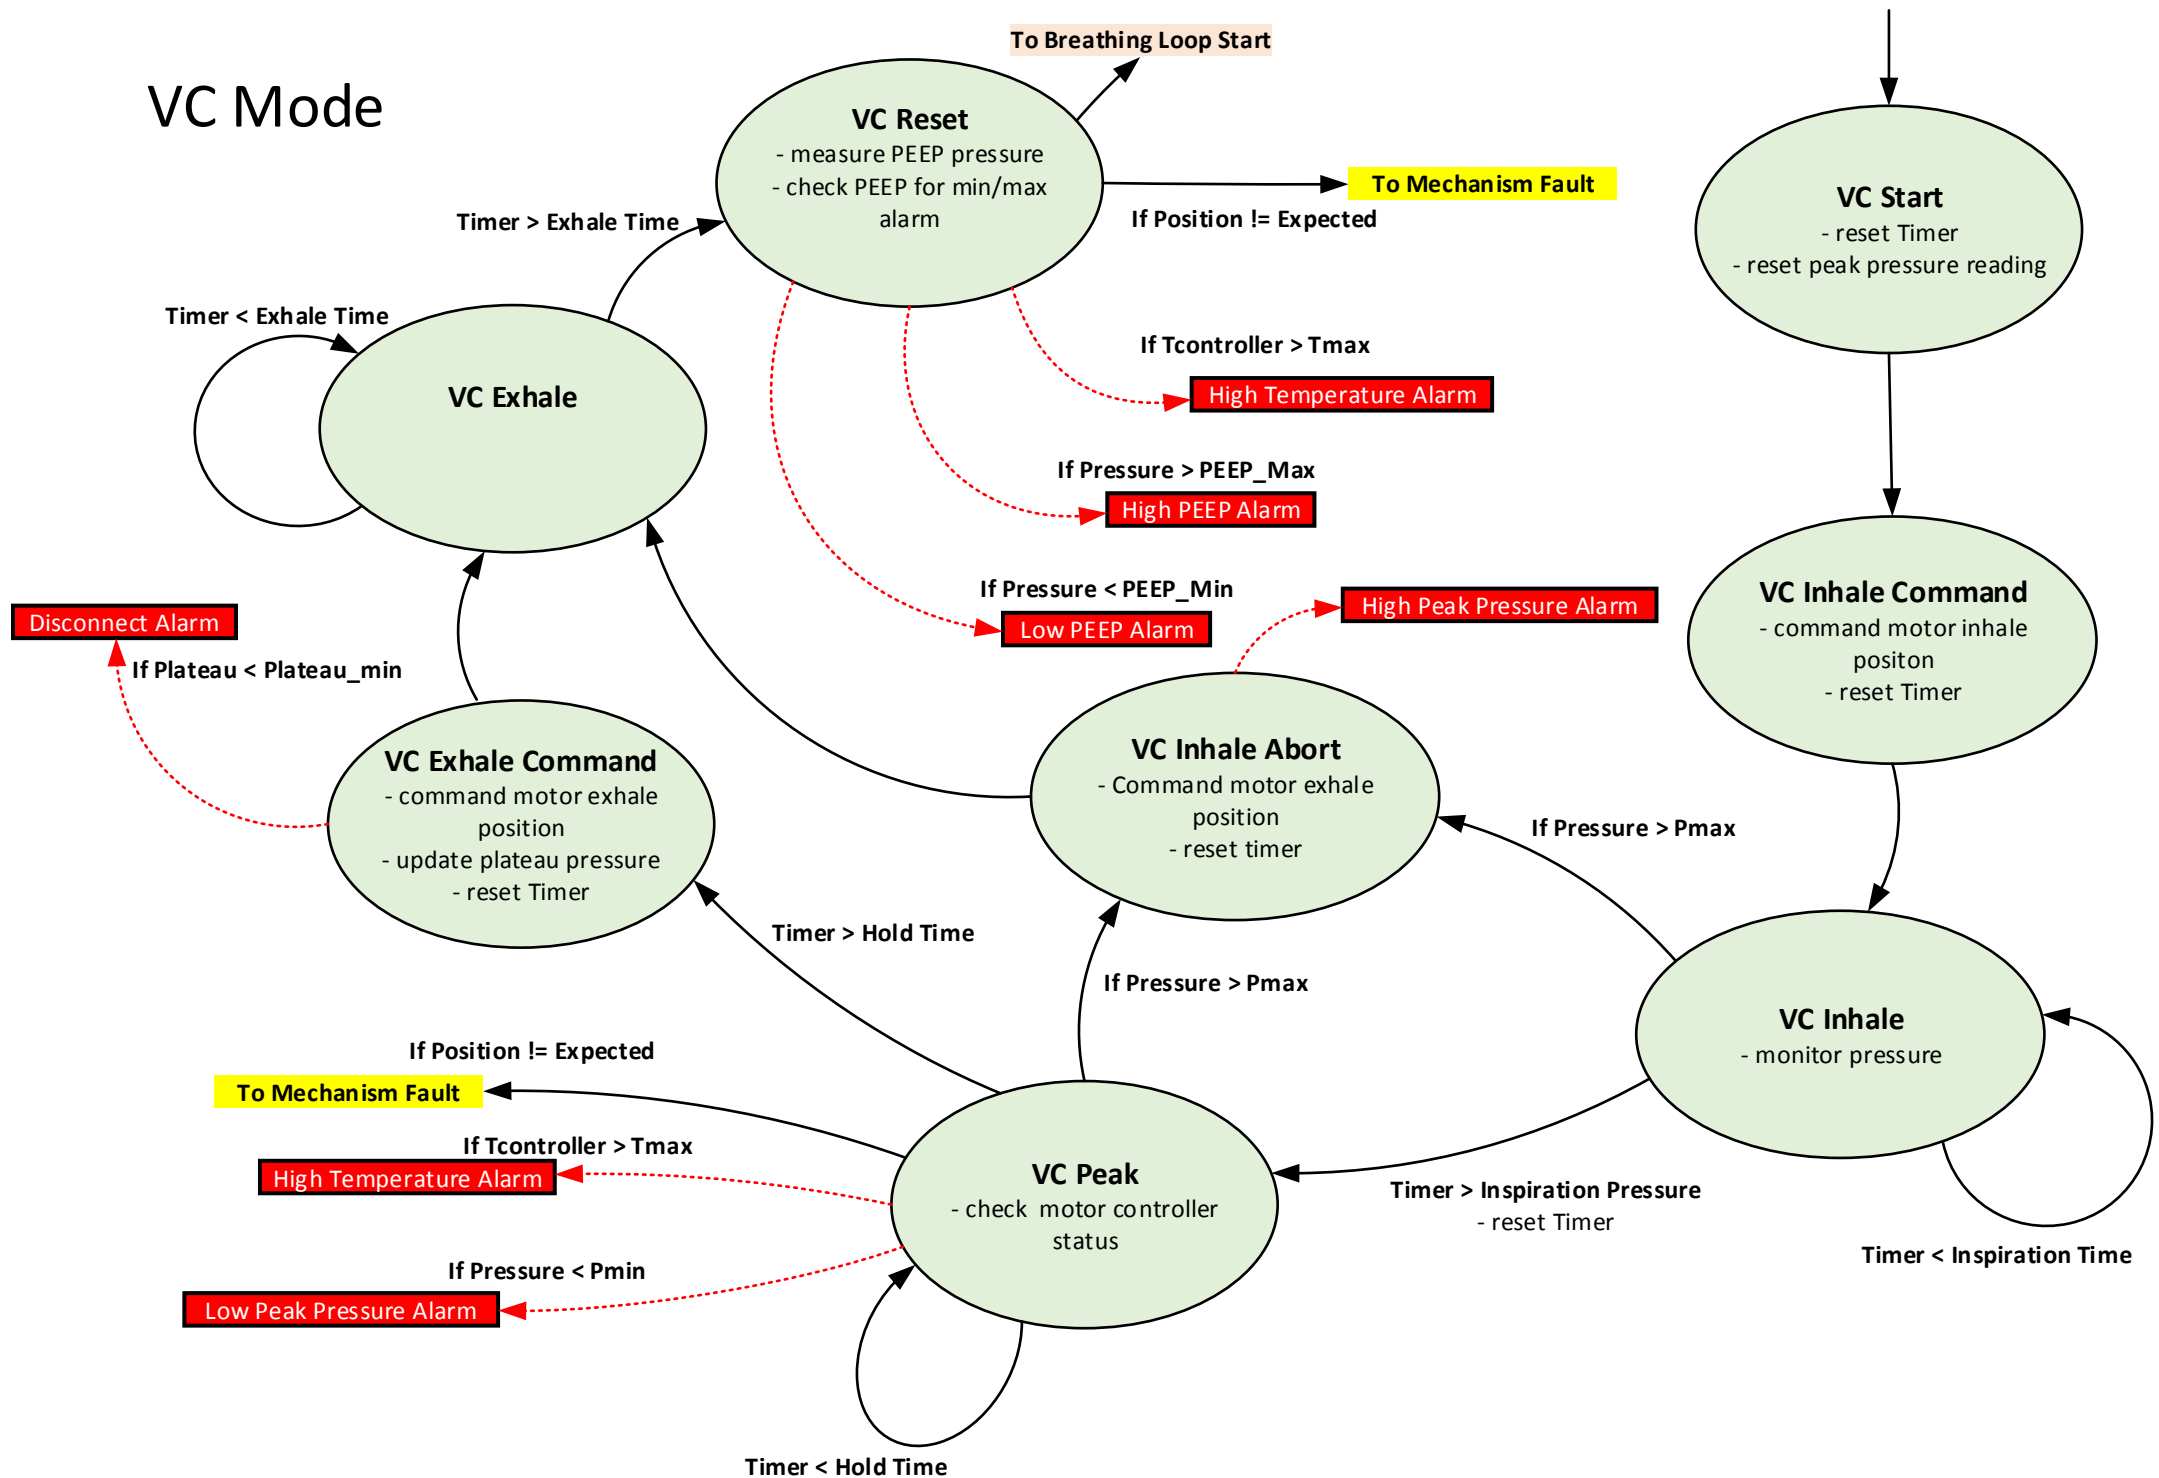 VC Mode
To Breathing Loop Start
VC Reset
- measure PEEP pressure
- check PEEP for min/max
alarm
To Mechanism Fault
If Position != Expected
VC Start
- reset Timer
- reset peak pressure reading
Timer > Exhale Time
Timer < Exhale Time
VC Exhale
If Tcontroller > Tmax
High Temperature Alarm
If Pressure > PEEP_Max
High PEEP Alarm
If Pressure < PEEP_Min
Low PEEP Alarm
High Peak Pressure Alarm
VC Inhale Command
- command motor inhale
positon
- reset Timer
Disconnect Alarm
If Plateau < Plateau_min
VC Exhale Command
- command motor exhale
position
- update plateau pressure
- reset Timer
VC Inhale Abort
- Command motor exhale
position
- reset timer
If Pressure > Pmax
Timer > Hold Time
If Pressure > Pmax
VC Inhale
- monitor pressure
If Position != Expected
To Mechanism Fault
If Tcontroller > Tmax
High Temperature Alarm
VC Peak
- check  motor controller
status
Timer > Inspiration Pressure
- reset Timer
Timer < Inspiration Time
If Pressure < Pmin
Low Peak Pressure Alarm
Timer < Hold Time